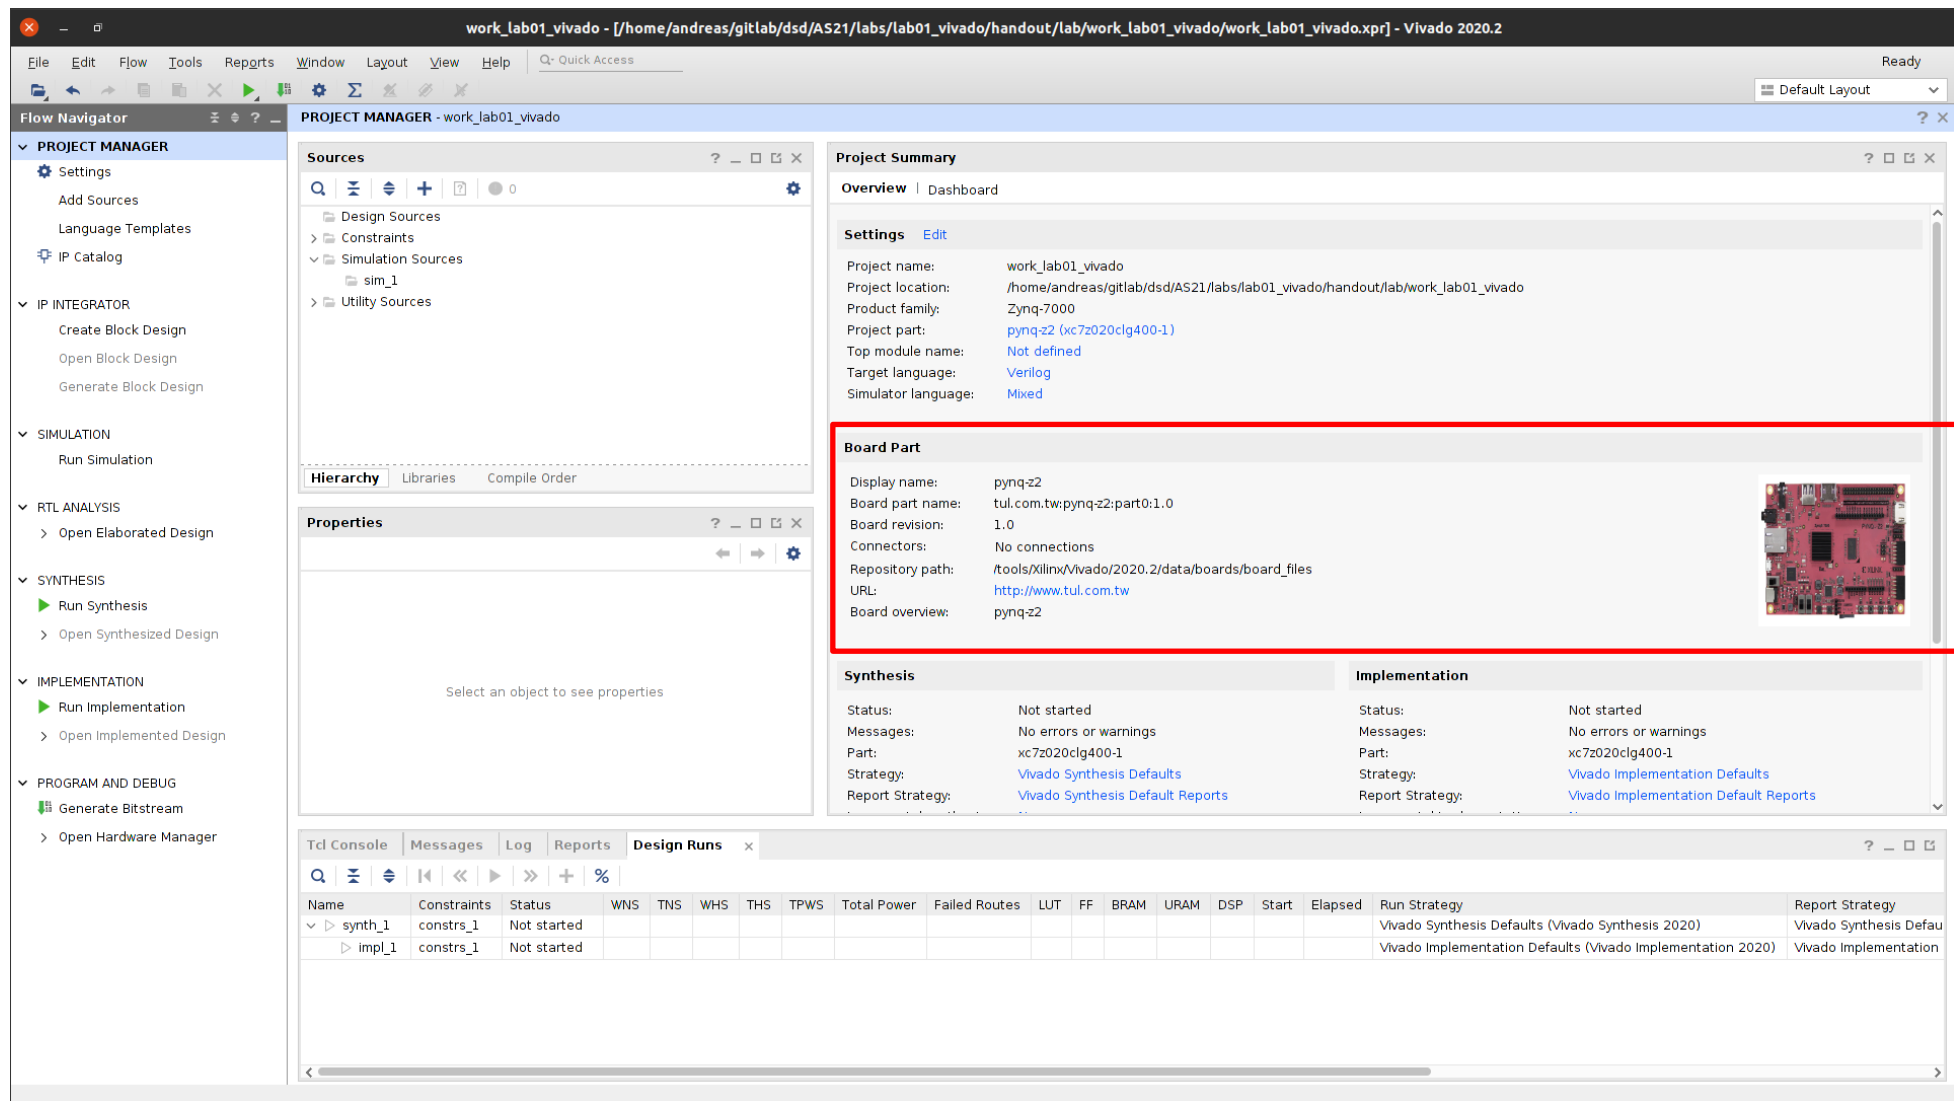 work_lab01_vivado - [/home/andreas/gitlab/dsd/AS21/labs/lab01_vivado/handout/lab/work_lab01_vivado/work_lab01_vivado.xpr] - Vivado 2020.2
File Edit Flow Tools Reports Window Layout View Help Quick Access Ready
Default Layout
Flow Navigator
PROJECT MANAGER
Settings
Add Sources
Language Templates
IP Catalog
IP INTEGRATOR
Create Block Design
Open Block Design
Generate Block Design
SIMULATION
Run Simulation
RTL ANALYSIS
Open Elaborated Design
SYNTHESIS
Run Synthesis
Open Synthesized Design
IMPLEMENTATION
Run Implementation
Open Implemented Design
PROGRAM AND DEBUG
Generate Bitstream
Open Hardware Manager
PROJECT MANAGER - work_lab01_vivado
Sources
0
Design Sources
Constraints
Simulation Sources
sim_1
Utility Sources
Hierarchy Libraries Compile Order
Properties
Select an object to see properties
Project Summary
Overview | Dashboard
Settings Edit
Project name: work_lab01_vivado
Project location: /home/andreas/gitlab/dsd/AS21/labs/lab01_vivado/handout/lab/work_lab01_vivado
Product family: Zynq-7000
Project part: pynq-z2 (xc7z020clg400-1)
Top module name: Not defined
Target language: Verilog
Simulator language: Mixed
Board Part
Display name: pynq-z2
Board part name: tul.com.tw:pynq-z2:part0:1.0
Board revision: 1.0
Connectors: No connections
Repository path: /tools/Xilinx/Vivado/2020.2/data/boards/board_files
URL: http://www.tul.com.tw
Board overview: pynq-z2
Synthesis
Status: Not started
Messages: No errors or warnings
Part: xc7z020clg400-1
Strategy: Vivado Synthesis Defaults
Report Strategy: Vivado Synthesis Default Reports
Implementation
Status: Not started
Messages: No errors or warnings
Part: xc7z020clg400-1
Strategy: Vivado Implementation Defaults
Report Strategy: Vivado Implementation Default Reports
Tcl Console Messages Log Reports Design Runs
Name Constraints Status WNS TNS WHS THS TPWS Total Power Failed Routes LUT FF BRAM URAM DSP Start Elapsed Run Strategy Report Strategy
synth_1 constrs_1 Not started Vivado Synthesis Defaults (Vivado Synthesis 2020) Vivado Synthesis Defau
impl_1 constrs_1 Not started Vivado Implementation Defaults (Vivado Implementation 2020) Vivado Implementation